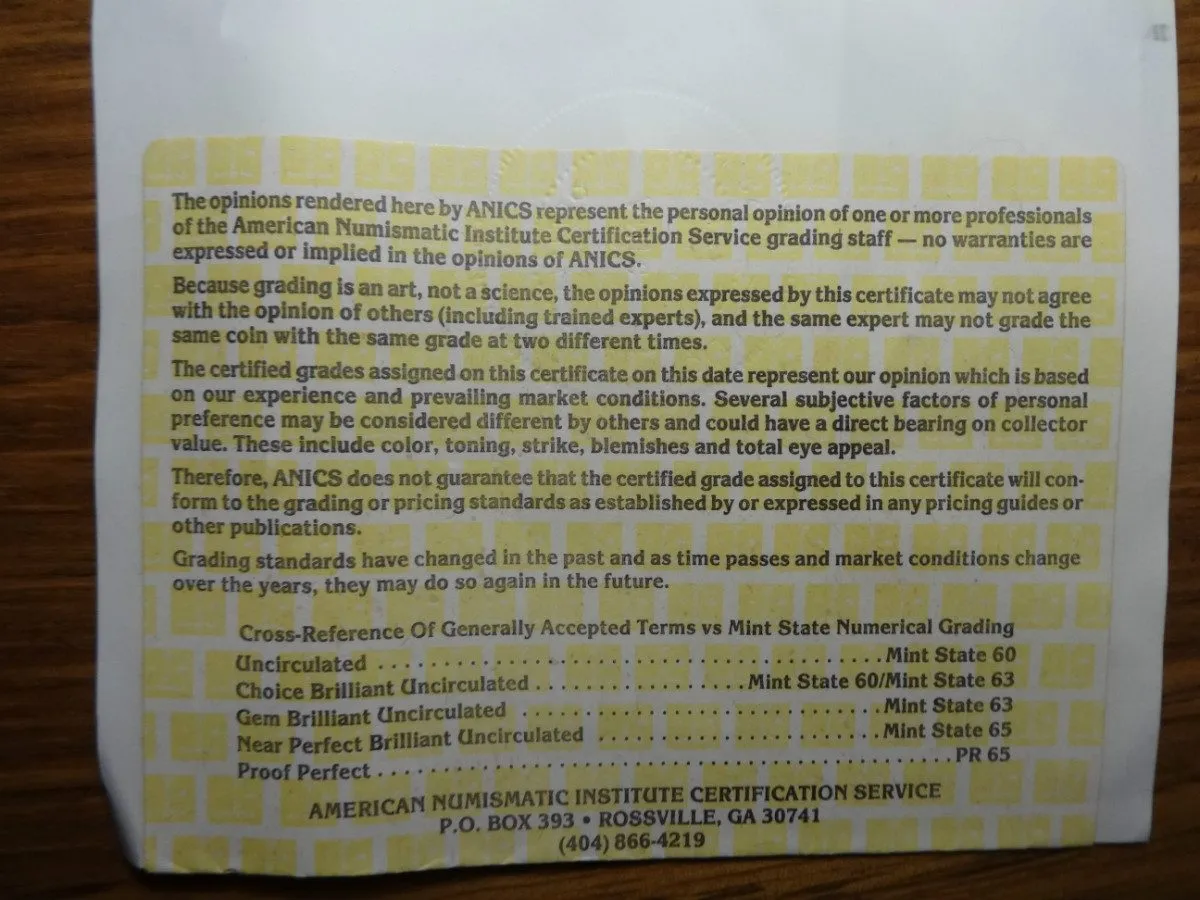 The opinions rendered here by ANICS represent the personal opinion of one or more professionals
of the American Numismatic Institute Certification Service grading staff — no warranties are
expressed or implied in the opinions of ANICS.
Because grading is an art, not a science, the opinions expressed by this certificate may not agree
with the opinion of others (including trained experts), and the same expert may not grade the
same coin with the same grade at two different times.
The certified grades assigned on this certificate on this date represent our opinion which is based
on our experience and prevailing market conditions. Several subjective factors of personal
preference may be considered different by others and could have a direct bearing on collector
value. These include color, toning, strike, blemishes and total eye appeal.
Therefore, ANICS does not guarantee that the certified grade assigned to this certificate will con-
form to the grading or pricing standards as established by or expressed in any pricing guides or
other publications.
Grading standards have changed in the past and as time passes and market conditions change
over the years, they may do so again in the future.
Cross-Reference Of Generally Accepted Terms vs Mint State Numerical Grading
Uncirculated ...................................... Mint State 60
Choice Brilliant Uncirculated ................ Mint State 60/Mint State 63
Gem Brilliant Uncirculated ........................... Mint State 63
Near Perfect Brilliant Uncirculated ..................... Mint State 65
Proof Perfect ........................................... PR 65
AMERICAN NUMISMATIC INSTITUTE CERTIFICATION SERVICE
P.O. BOX 393 • ROSSVILLE, GA 30741
(404) 866-4219